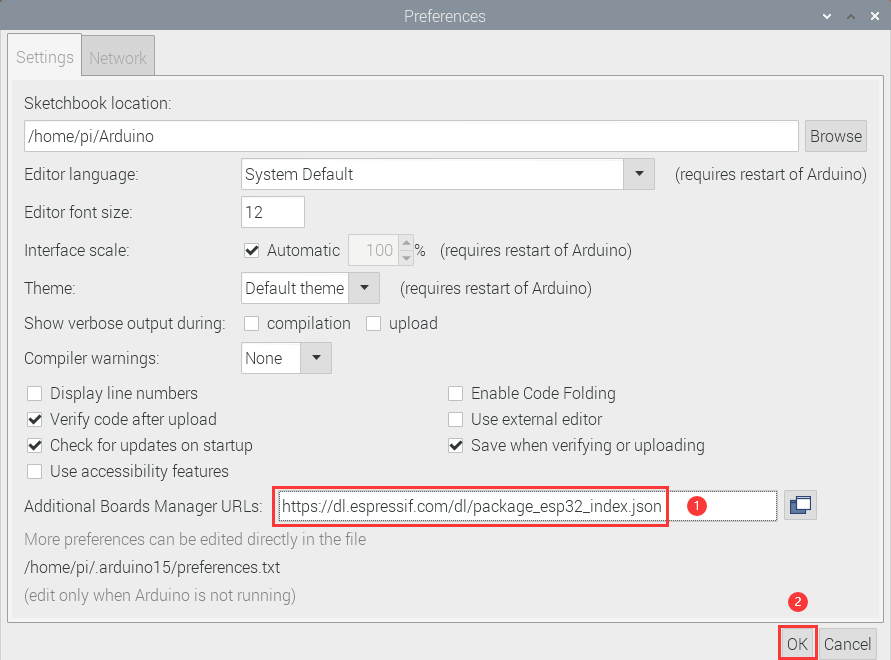 Preferences
Settings Network
Sketchbook location:
/home/pi/Arduino Browse
Editor language: System Default (requires restart of Arduino)
Editor font size: 12
Interface scale: Automatic 100 % (requires restart of Arduino)
Theme: Default theme (requires restart of Arduino)
Show verbose output during: compilation upload
Compiler warnings: None
Display line numbers Enable Code Folding
Verify code after upload Use external editor
Check for updates on startup Save when verifying or uploading
Use accessibility features
Additional Boards Manager URLs: https://dl.espressif.com/dl/package_esp32_index.json 1
More preferences can be edited directly in the file
/home/pi/.arduino15/preferences.txt
(edit only when Arduino is not running)
2
OK Cancel